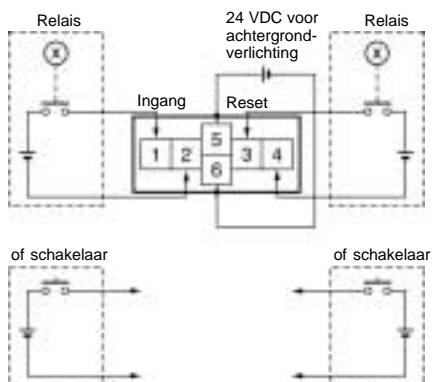 Relais
24 VDC voor
achtergrond-
verlichting
Relais
X
X
Ingang
Reset
1
2
5
6
3
4
of schakelaar
of schakelaar